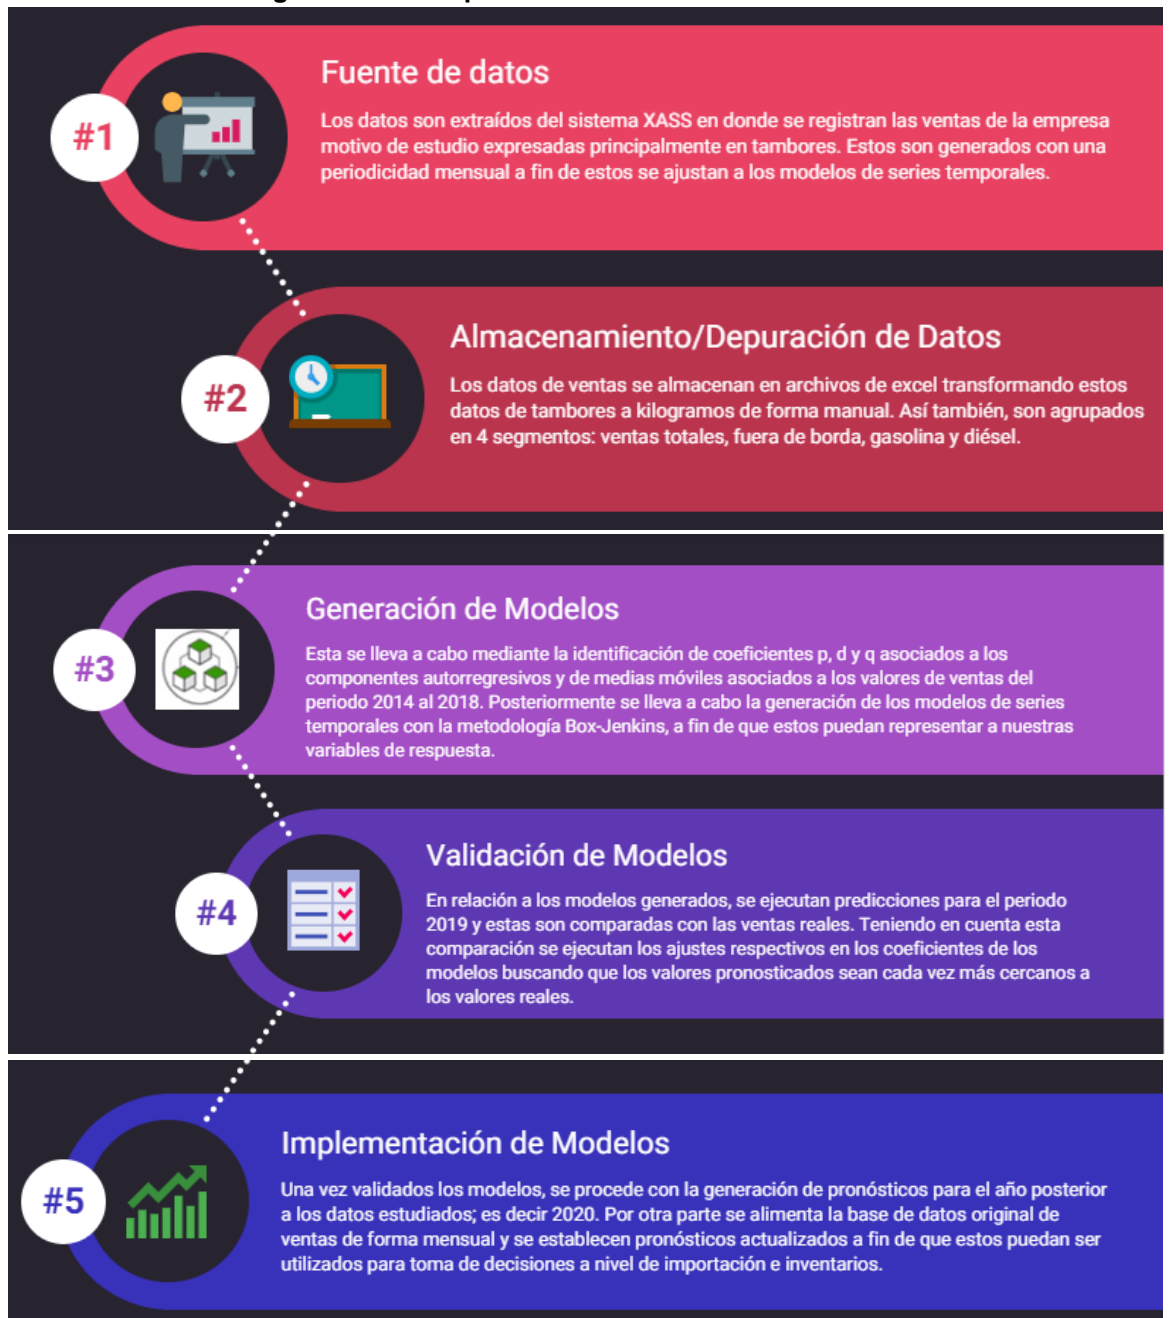 Fuente de datos
#1
Los datos son extraídos del sistema XASS en donde se registran las ventas de la empresa
motivo de estudio expresadas principalmente en tambores. Estos son generados con una
periodicidad mensual a fin de estos se ajustan a los modelos de series temporales.
Almacenamiento/Depuración de Datos
#2
Los datos de ventas se almacenan en archivos de excel transformando estos
datos de tambores a kilogramos de forma manual. Así también, son agrupados
en 4 segmentos: ventas totales, fuera de borda, gasolina y diésel.
Generación de Modelos
#3
Esta se lleva a cabo mediante la identificación de coeficientes p, d y q asociados a los
componentes autorregresivos y de medias móviles asociados a los valores de ventas del
periodo 2014 al 2018. Posteriormente se lleva a cabo la generación de los modelos de series
temporales con la metodología Box-Jenkins, a fin de que estos puedan representar a nuestras
variables de respuesta.
Validación de Modelos
#4
En relación a los modelos generados, se ejecutan predicciones para el periodo
2019 y estas son comparadas con las ventas reales. Teniendo en cuenta esta
comparación se ejecutan los ajustes respectivos en los coeficientes de los
modelos buscando que los valores pronosticados sean cada vez más cercanos a
los valores reales.
Implementación de Modelos
#5
Una vez validados los modelos, se procede con la generación de pronósticos para el año posterior
a los datos estudiados; es decir 2020. Por otra parte se alimenta la base de datos original de
ventas de forma mensual y se establecen pronósticos actualizados a fin de que estos puedan ser
utilizados para toma de decisiones a nivel de importación e inventarios.